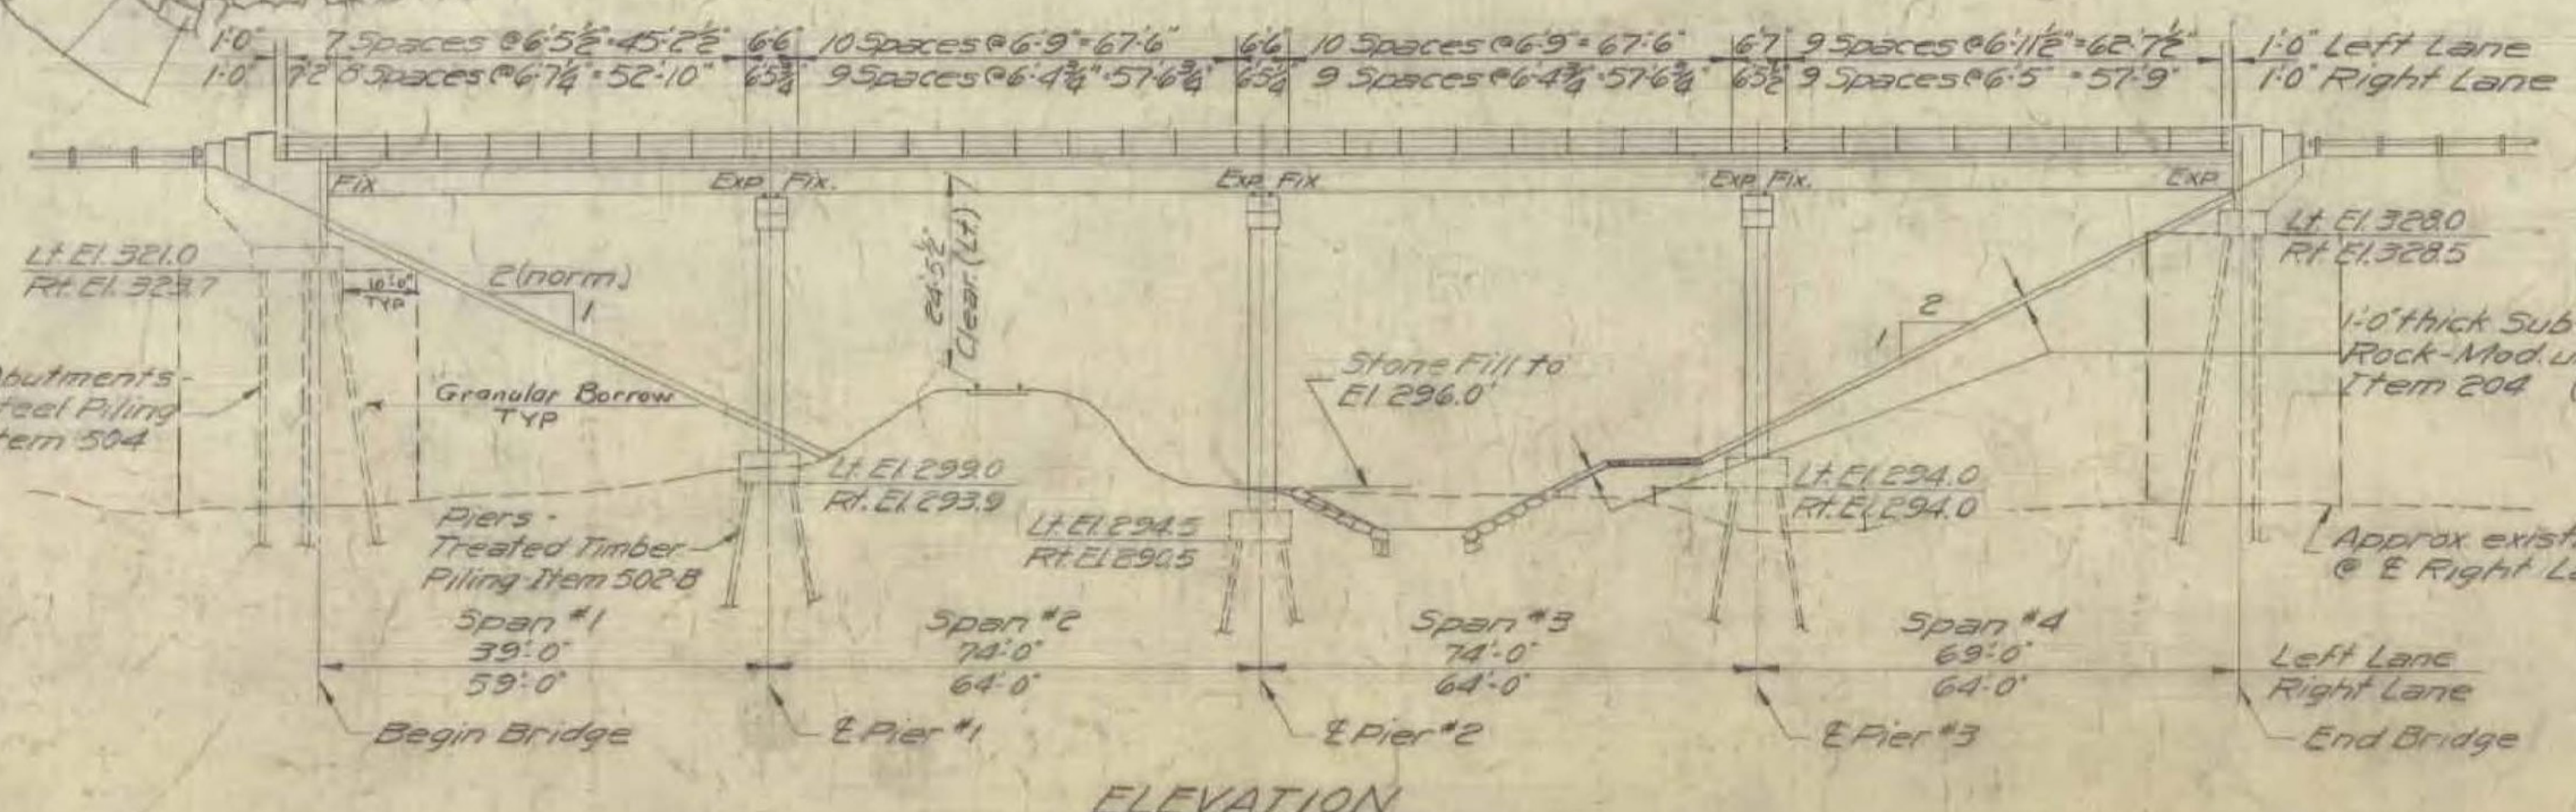 1'-0" 7 Spaces @ 6'-5½" = 45'-2½" 6'-6" 10 Spaces @ 6'-9" = 67'-6" 6'-6" 10 Spaces @ 6'-9" = 67'-6" 6'-7" 9 Spaces @ 6'-11½" = 62'-7½" 1'-0" Left Lane
1'-0" 7'-2" 8 Spaces @ 6'-7¼" = 52'-10" 6'-5¾" 9 Spaces @ 6'-4¾" = 57'-6¾" 6'-5¼" 9 Spaces @ 6'-4¾" = 57'-6¾" 6'-5½" 9 Spaces @ 6'-5" = 57'-9" 1'-0" Right Lane
Fix Exp. Fix. Exp. Fix Exp. Fix. Exp
24'-5½"
Clear (Lt.)
Lt. El. 321.0
Rt. El. 323.7
10'-0"
TYP
2 (norm.)
1
Lt. El. 328.0
Rt. El. 328.5
2
1
1'-0" thick Sub
Rock-Mod. u
Item 204
Stone Fill to
El 296.0'
butments-
teel Piling
tem 504
Granular Borrow
TYP
Lt. El. 299.0
Rt. El. 293.9
Lt. El. 294.0
Rt. El. 294.0
Piers -
Treated Timber
Piling-Item 502-B
Lt. El. 294.5
Rt. El. 290.5
Approx. exist.
@ ℄ Right La
Span #1
39'-0"
59'-0"
Span #2
74'-0"
64'-0"
Span #3
74'-0"
64'-0"
Span #4
69'-0"
64'-0"
Left Lane
Right Lane
Begin Bridge
℄ Pier #1
℄ Pier #2
℄ Pier #3
End Bridge
ELEVATION